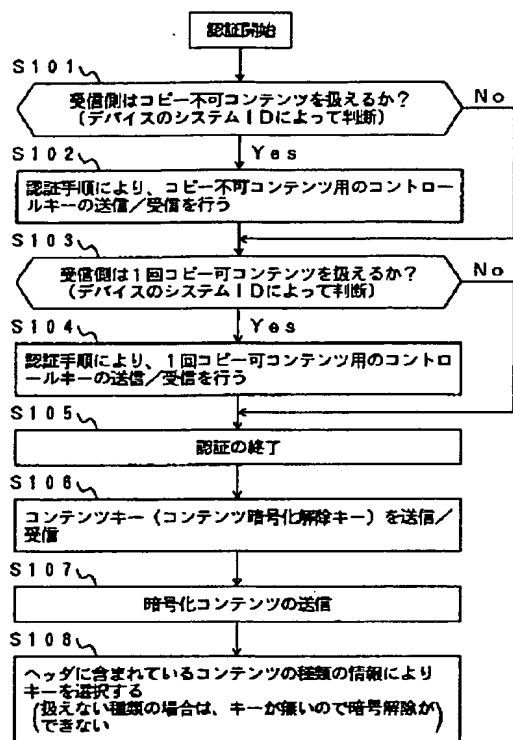 認証開始
S101
受信側はコピー不可コンテンツを扱えるか?
(デバイスのシステムIDによって判断)
No
Yes
S102
認証手順により、コピー不可コンテンツ用のコントロー
ルキーの送信/受信を行う
S103
受信側は1回コピー可コンテンツを扱えるか?
(デバイスのシステムIDによって判断)
No
Yes
S104
認証手順により、1回コピー可コンテンツ用のコントロ
ールキーの送信/受信を行う
S105
認証の終了
S106
コンテンツキー(コンテンツ暗号化解除キー)を送信/
受信
S107
暗号化コンテンツの送信
S108
ヘッダに含まれているコンテンツの種類の情報により
キーを選択する
(扱えない種類の場合は、キーが無いので暗号解除が
できない)